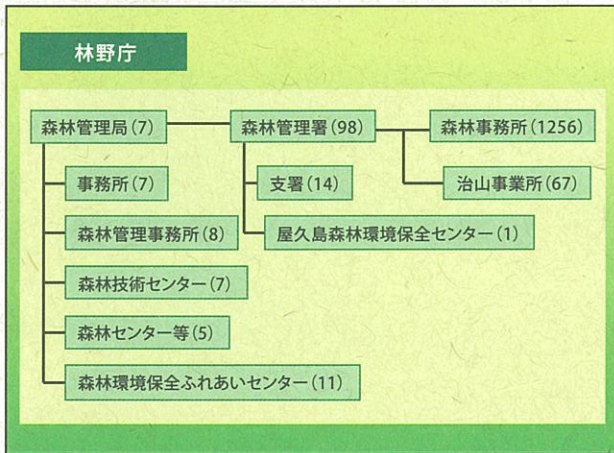 林野庁
森林管理局(7)
森林管理署(98)
森林事務所(1256)
事務所(7)
支署(14)
治山事業所(67)
森林管理事務所(8)
屋久島森林環境保全センター(1)
森林技術センター(7)
森林センター等(5)
森林環境保全ふれあいセンター(11)